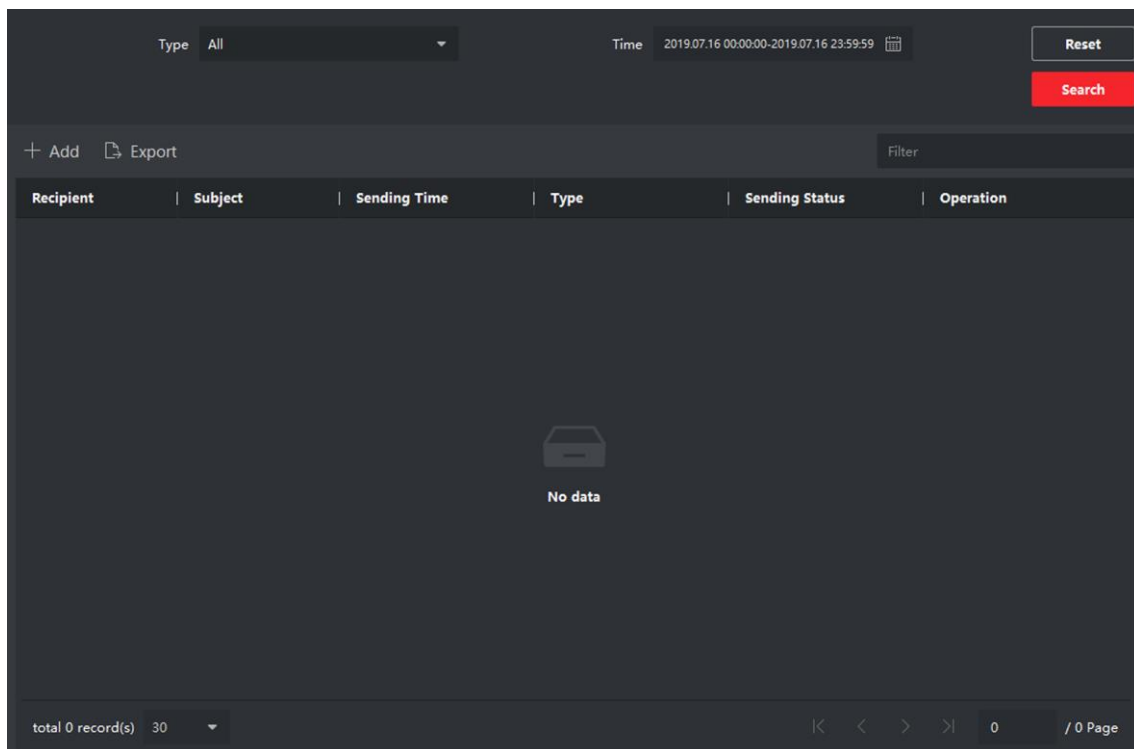 Type All Time 2019.07.16 00:00:00-2019.07.16 23:59:59 Reset
Search
Add Export Filter
Recipient Subject Sending Time Type Sending Status Operation
No data
total 0 record(s) 30 0 / 0 Page